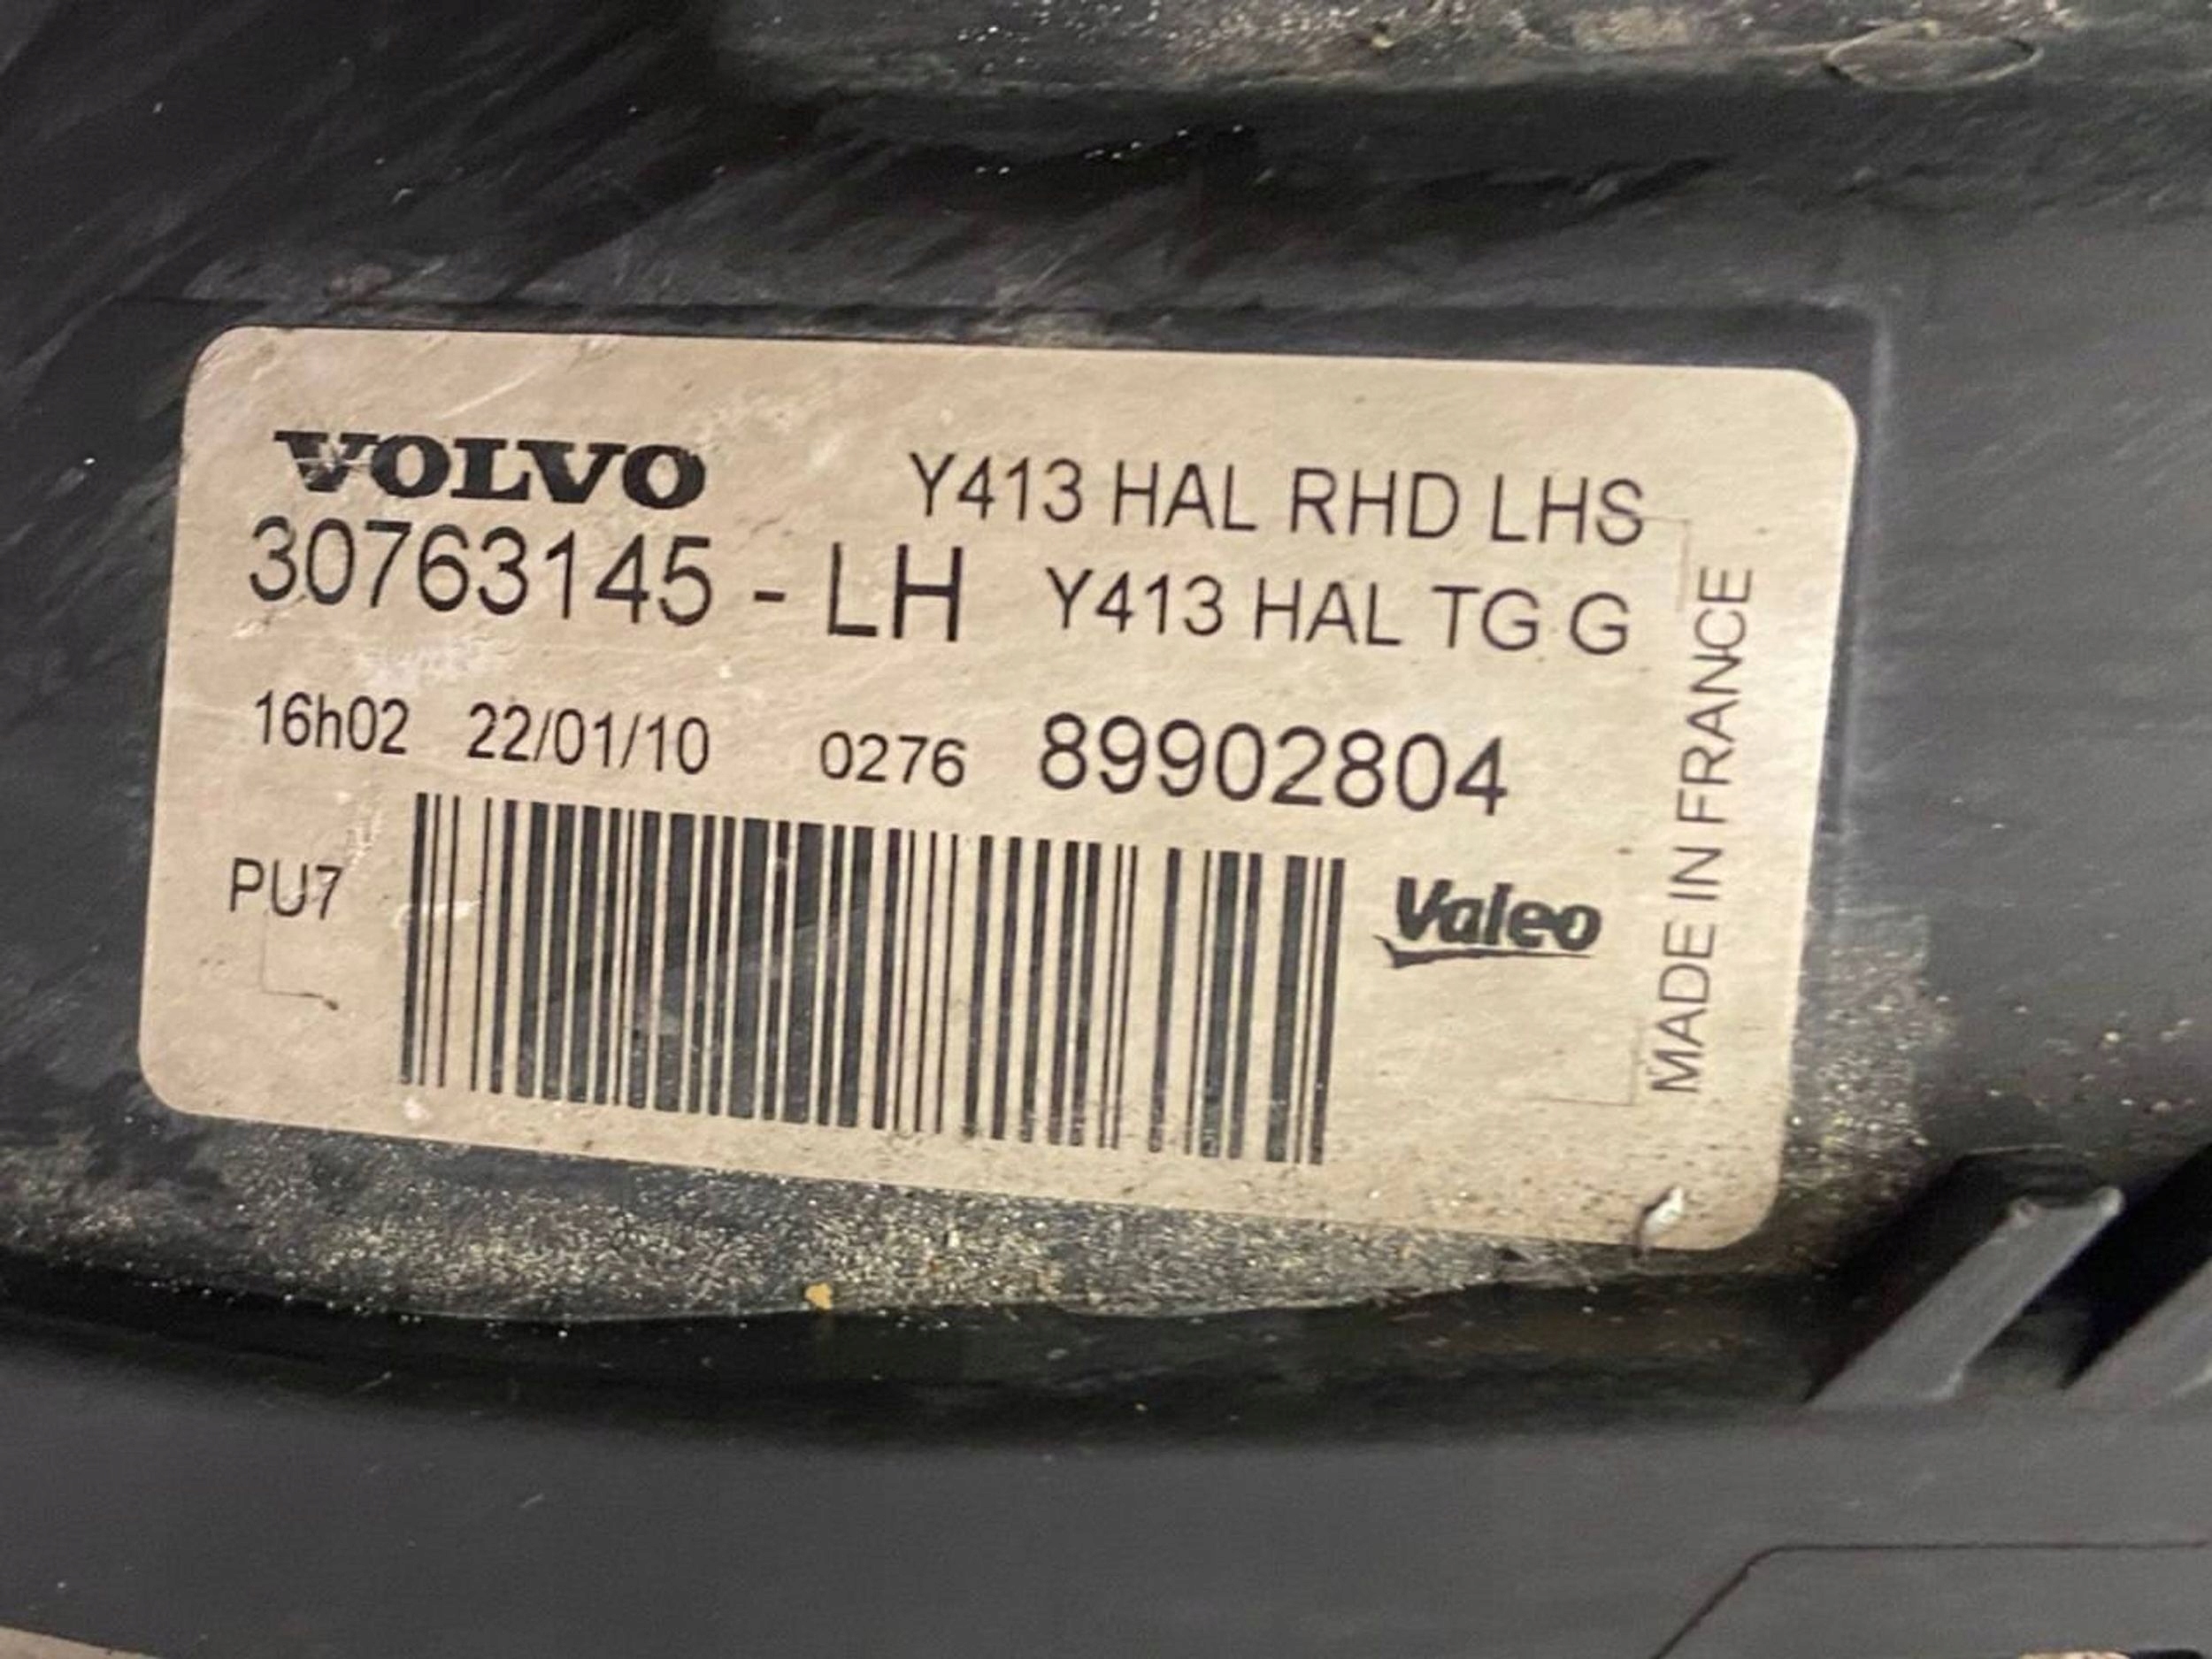 VOLVO
Y413 HAL RHD LHS
30763145 - LH Y413 HAL TG G
16h02 22/01/10 0276 89902804
PU7
Valeo
MADE IN FRANCE